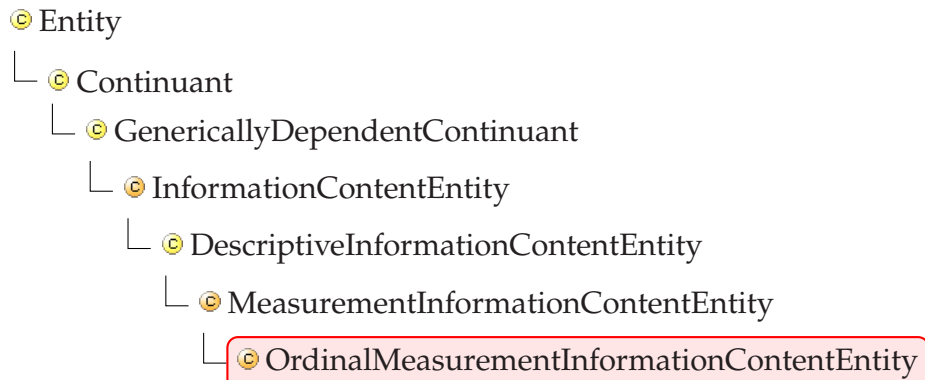 Entity
Continuant
GenericallyDependentContinuant
InformationContentEntity
DescriptiveInformationContentEntity
MeasurementInformationContentEntity
OrdinalMeasurementInformationContentEntity